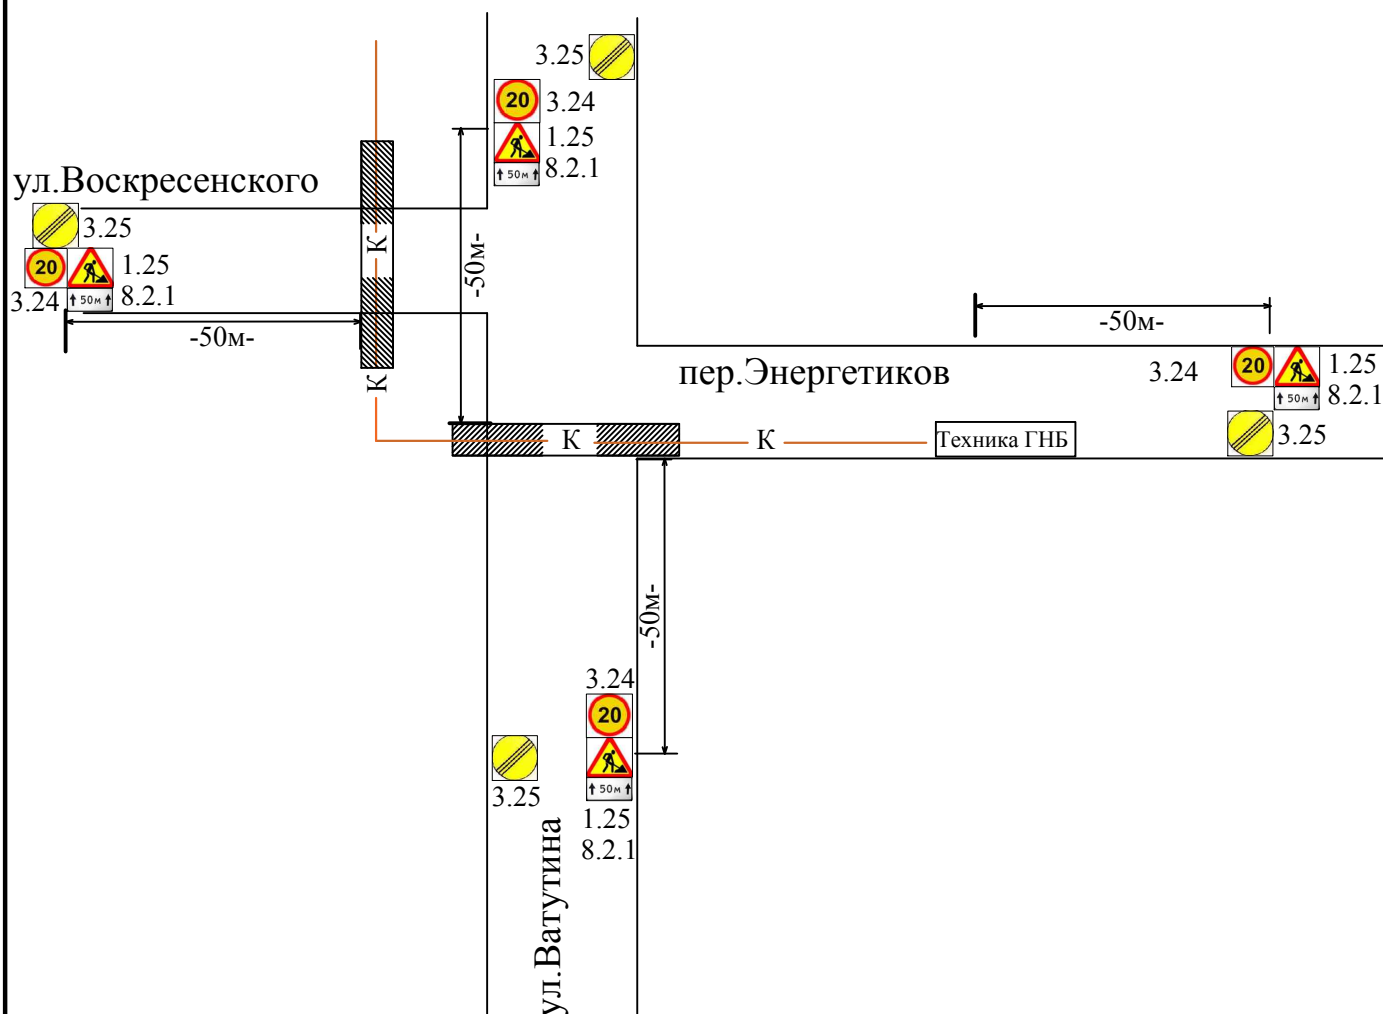 3.25
20 3.24
1.25
50м 8.2.1
ул.Воскресенского
3.25
20 1.25
3.24 50м 8.2.1
-50м-
К
К
-50м-
-50м-
пер.Энергетиков
3.24 20 1.25
50м 8.2.1
3.25
К
К
Техника ГНБ
-50м-
3.24
20
50м
3.25
1.25
8.2.1
ул.Ватутина